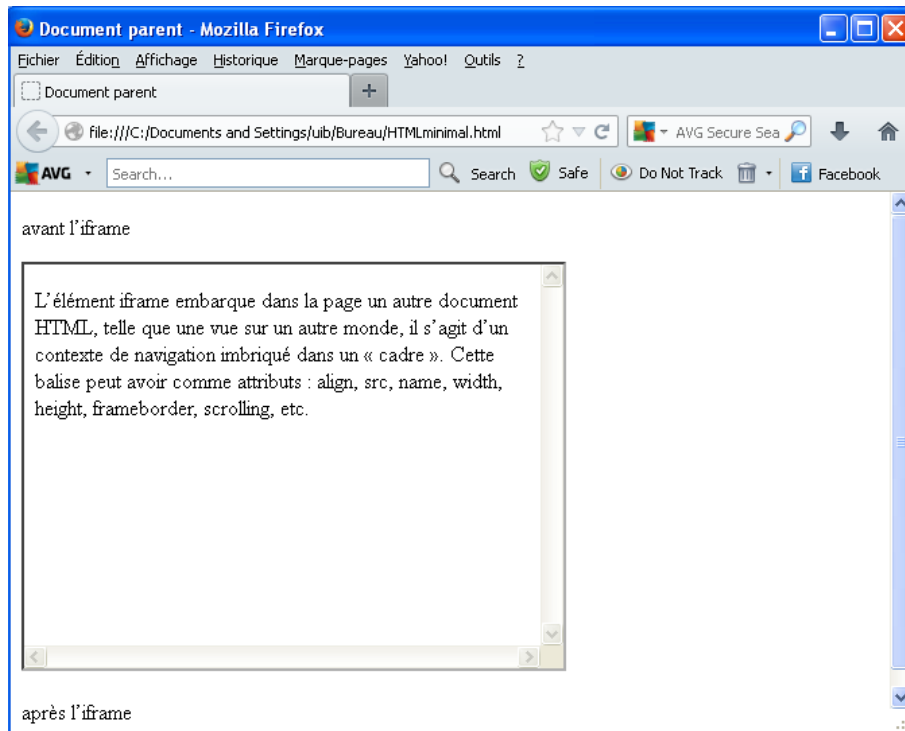 Document parent - Mozilla Firefox
Fichier Édition Affichage Historique Marque-pages Yahoo! Outils ?
Document parent +
file:///C:/Documents and Settings/uib/Bureau/HTMLminimal.html AVG Secure Sea
AVG Search... Search Safe Do Not Track Facebook
avant l'iframe
L'élément iframe embarque dans la page un autre document
HTML, telle que une vue sur un autre monde, il s'agit d'un
contexte de navigation imbriqué dans un « cadre ». Cette
balise peut avoir comme attributs : align, src, name, width,
height, frameborder, scrolling, etc.
après l'iframe